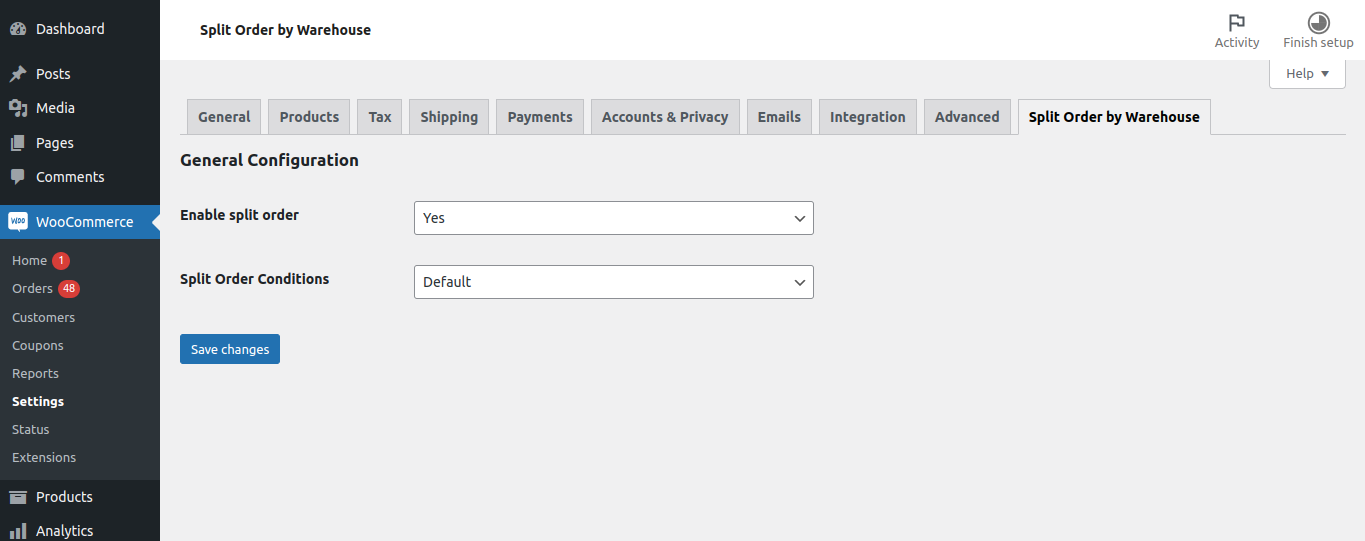 Dashboard
Posts
Media
Pages
Comments
WOO WooCommerce
Home 1
Orders 48
Customers
Coupons
Reports
Settings
Status
Extensions
Products
Analytics
Split Order by Warehouse
Activity
Finish setup
Help
General Products Tax Shipping Payments Accounts & Privacy Emails Integration Advanced Split Order by Warehouse
General Configuration
Enable split order Yes
Split Order Conditions Default
Save changes